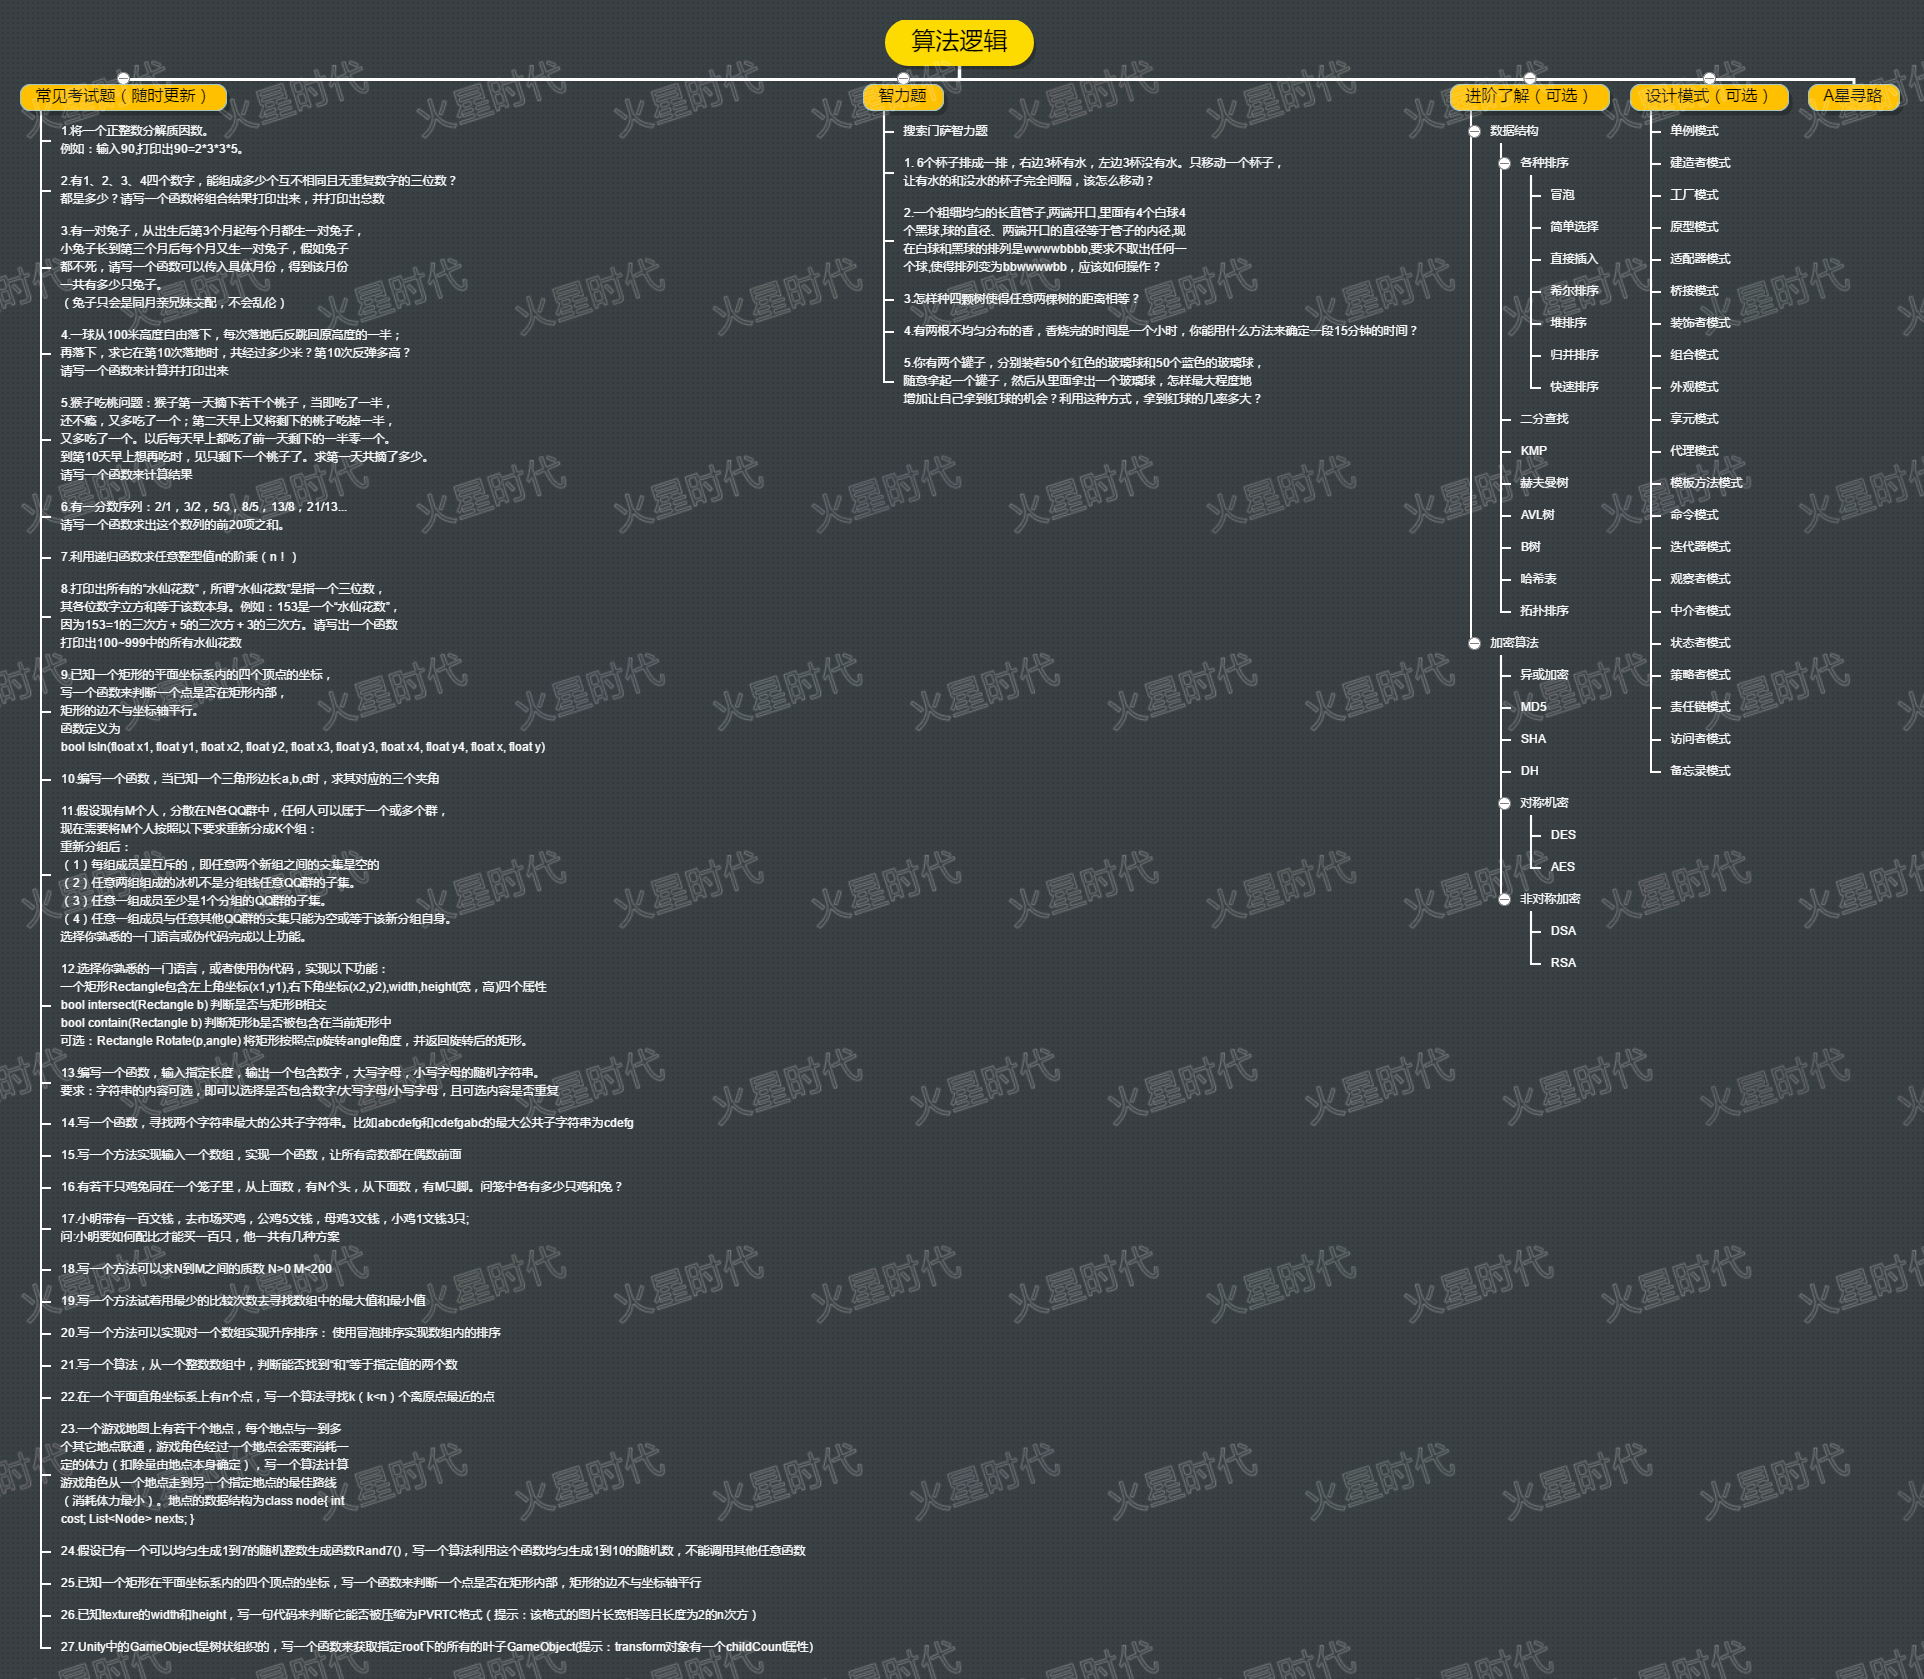 算法逻辑
常见考试题（随时更新）
1.将一个正整数分解质因数。
例如：输入90,打印出90=2*3*3*5。
2.有1、2、3、4四个数字，能组成多少个互不相同且无重复数字的三位数？
都是多少？请写一个函数将组合结果打印出来，并打印出总数
3.有一对兔子，从出生后第3个月起每个月都生一对兔子，
小兔子长到第三个月后每个月又生一对兔子，假如兔子
都不死，请写一个函数可以传入具体月份，得到该月份
一共有多少只兔子。
（兔子只会是同月亲兄妹交配，不会乱伦）
4.一球从100米高度自由落下，每次落地后反跳回原高度的一半；
再落下，求它在第10次落地时，共经过多少米？第10次反弹多高？
请写一个函数来计算并打印出来
5.猴子吃桃问题：猴子第一天摘下若干个桃子，当即吃了一半，
还不瘾，又多吃了一个；第二天早上又将剩下的桃子吃掉一半，
又多吃了一个。以后每天早上都吃了前一天剩下的一半零一个。
到第10天早上想再吃时，见只剩下一个桃子了。求第一天共摘了多少。
请写一个函数来计算结果
6.有一分数序列：2/1，3/2，5/3，8/5，13/8，21/13...
请写一个函数求出这个数列的前20项之和。
7.利用递归函数求任意整型值n的阶乘（n！）
8.打印出所有的“水仙花数”，所谓“水仙花数”是指一个三位数，
其各位数字立方和等于该数本身。例如：153是一个“水仙花数”，
因为153=1的三次方＋5的三次方＋3的三次方。请写出一个函数
打印出100~999中的所有水仙花数
9.已知一个矩形的平面坐标系内的四个顶点的坐标，
写一个函数来判断一个点是否在矩形内部，
矩形的边不与坐标轴平行。
函数定义为
bool IsIn(float x1, float y1, float x2, float y2, float x3, float y3, float x4, float y4, float x, float y)
10.编写一个函数，当已知一个三角形边长a,b,c时，求其对应的三个夹角
11.假设现有M个人，分散在N各QQ群中，任何人可以属于一个或多个群，
现在需要将M个人按照以下要求重新分成K个组：
重新分组后：
（1）每组成员是互斥的，即任意两个新组之间的交集是空的
（2）任意两组组成的冰机不是分组钱任意QQ群的子集。
（3）任意一组成员至少是1个分组的QQ群的子集。
（4）任意一组成员与任意其他QQ群的交集只能为空或等于该新分组自身。
选择你熟悉的一门语言或伪代码完成以上功能。
12.选择你熟悉的一门语言，或者使用伪代码，实现以下功能：
一个矩形Rectangle包含左上角坐标(x1,y1),右下角坐标(x2,y2),width,height(宽，高)四个属性
bool intersect(Rectangle b) 判断是否与矩形B相交
bool contain(Rectangle b) 判断矩形b是否被包含在当前矩形中
可选：Rectangle Rotate(p,angle) 将矩形按照点p旋转angle角度，并返回旋转后的矩形。
13.编写一个函数，输入指定长度，输出一个包含数字，大写字母，小写字母的随机字符串。
要求：字符串的内容可选，即可以选择是否包含数字/大写字母/小写字母，且可选内容是否重复
14.写一个函数，寻找两个字符串最大的公共子字符串。比如abcdefg和cdefgabc的最大公共子字符串为cdefg
15.写一个方法实现输入一个数组，实现一个函数，让所有奇数都在偶数前面
16.有若干只鸡兔同在一个笼子里，从上面数，有N个头，从下面数，有M只脚。问笼中各有多少只鸡和兔？
17.小明带有一百文钱，去市场买鸡，公鸡5文钱，母鸡3文钱，小鸡1文钱3只;
问:小明要如何配比才能买一百只，他一共有几种方案
18.写一个方法可以求N到M之间的质数 N>0 M<200
19.写一个方法试着用最少的比较次数去寻找数组中的最大值和最小值
20.写一个方法可以实现对一个数组实现升序排序： 使用冒泡排序实现数组内的排序
21.写一个算法，从一个整数数组中，判断能否找到“和”等于指定值的两个数
22.在一个平面直角坐标系上有n个点，写一个算法寻找k（k<n）个离原点最近的点
23.一个游戏地图上有若干个地点，每个地点与一到多
个其它地点联通，游戏角色经过一个地点会需要消耗一
定的体力（扣除量由地点本身确定），写一个算法计算
游戏角色从一个地点走到另一个指定地点的最佳路线
（消耗体力最小）。地点的数据结构为class node{ int
cost; List<Node> nexts; }
24.假设已有一个可以均匀生成1到7的随机整数生成函数Rand7()，写一个算法利用这个函数均匀生成1到10的随机数，不能调用其他任意函数
25.已知一个矩形在平面坐标系内的四个顶点的坐标，写一个函数来判断一个点是否在矩形内部，矩形的边不与坐标轴平行
26.已知texture的width和height，写一句代码来判断它能否被压缩为PVRTC格式（提示：该格式的图片长宽相等且长度为2的n次方）
27.Unity中的GameObject是树状组织的，写一个函数来获取指定root下的所有的叶子GameObject(提示：transform对象有一个childCount属性)
智力题
搜索门萨智力题
1. 6个杯子排成一排，右边3杯有水，左边3杯没有水。只移动一个杯子，
让有水的和没水的杯子完全间隔，该怎么移动？
2.一个粗细均匀的长直管子,两端开口,里面有4个白球4
个黑球,球的直径、两端开口的直径等于管子的内径,现
在白球和黑球的排列是wwwwbbbb,要求不取出任何一
个球,使得排列变为bbwwwwbb，应该如何操作？
3.怎样种四颗树使得任意两棵树的距离相等？
4.有两根不均匀分布的香，香烧完的时间是一个小时，你能用什么方法来确定一段15分钟的时间？
5.你有两个罐子，分别装着50个红色的玻璃球和50个蓝色的玻璃球，
随意拿起一个罐子，然后从里面拿出一个玻璃球，怎样最大程度地
增加让自己拿到红球的机会？利用这种方式，拿到红球的几率多大？
进阶了解（可选）
数据结构
各种排序
冒泡
简单选择
直接插入
希尔排序
堆排序
归并排序
快速排序
二分查找
KMP
赫夫曼树
AVL树
B树
哈希表
拓扑排序
加密算法
异或加密
MD5
SHA
DH
对称机密
DES
AES
非对称加密
DSA
RSA
设计模式（可选）
单例模式
建造者模式
工厂模式
原型模式
适配器模式
桥接模式
装饰者模式
组合模式
外观模式
享元模式
代理模式
模板方法模式
命令模式
迭代器模式
观察者模式
中介者模式
状态者模式
策略者模式
责任链模式
访问者模式
备忘录模式
A星寻路
火星时代